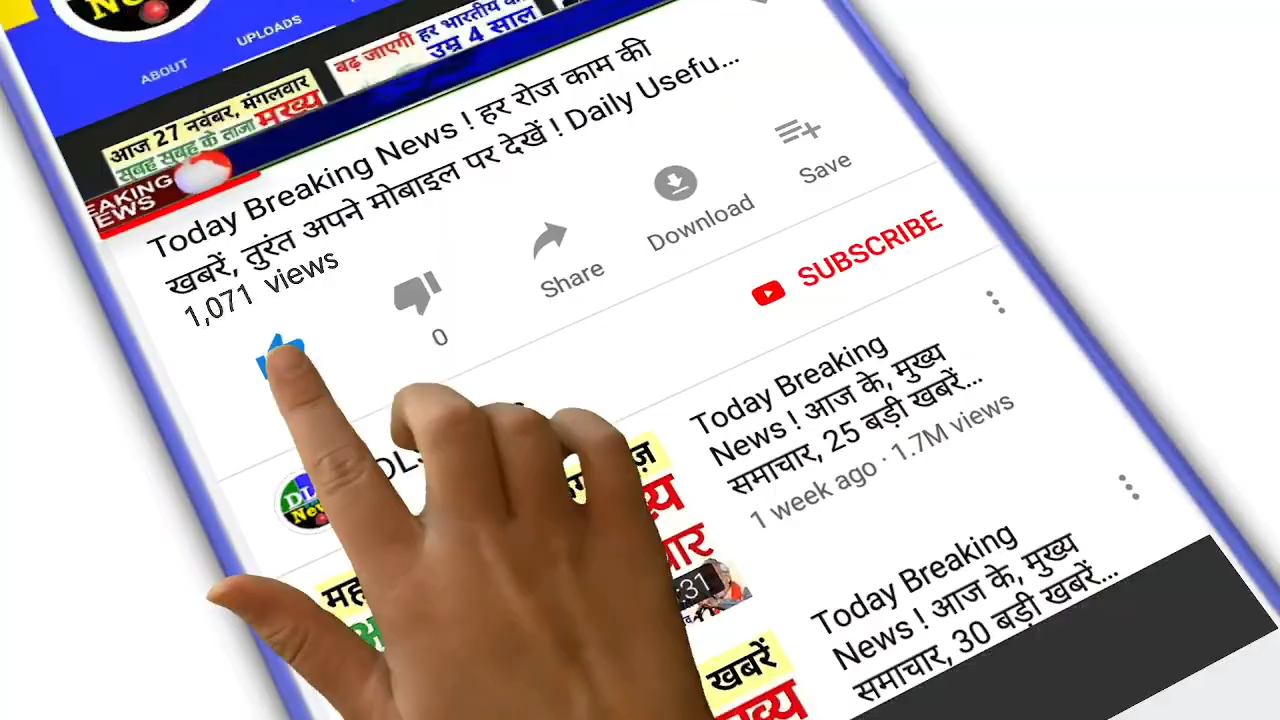 ABOUT
UPLOADS
आज 27 नवंबर, मंगलवार
सुबह सुबह के ताजा मुख्य
बढ़ जाएगी हर भारतीय
उम्र 4 साल
NEWS
Today Breaking News ! हर रोज काम की
खबरें, तुरंत अपने मोबाइल पर देखें ! Daily Usefu...
1,071 views
0
Share
Download
Save
SUBSCRIBE
Today Breaking
News ! आज के, मुख्य
समाचार, 25 बड़ी खबरें...
1 week ago · 1.7M views
Today Breaking
News ! आज के, मुख्य
समाचार, 30 बड़ी खबरें...
खबरें